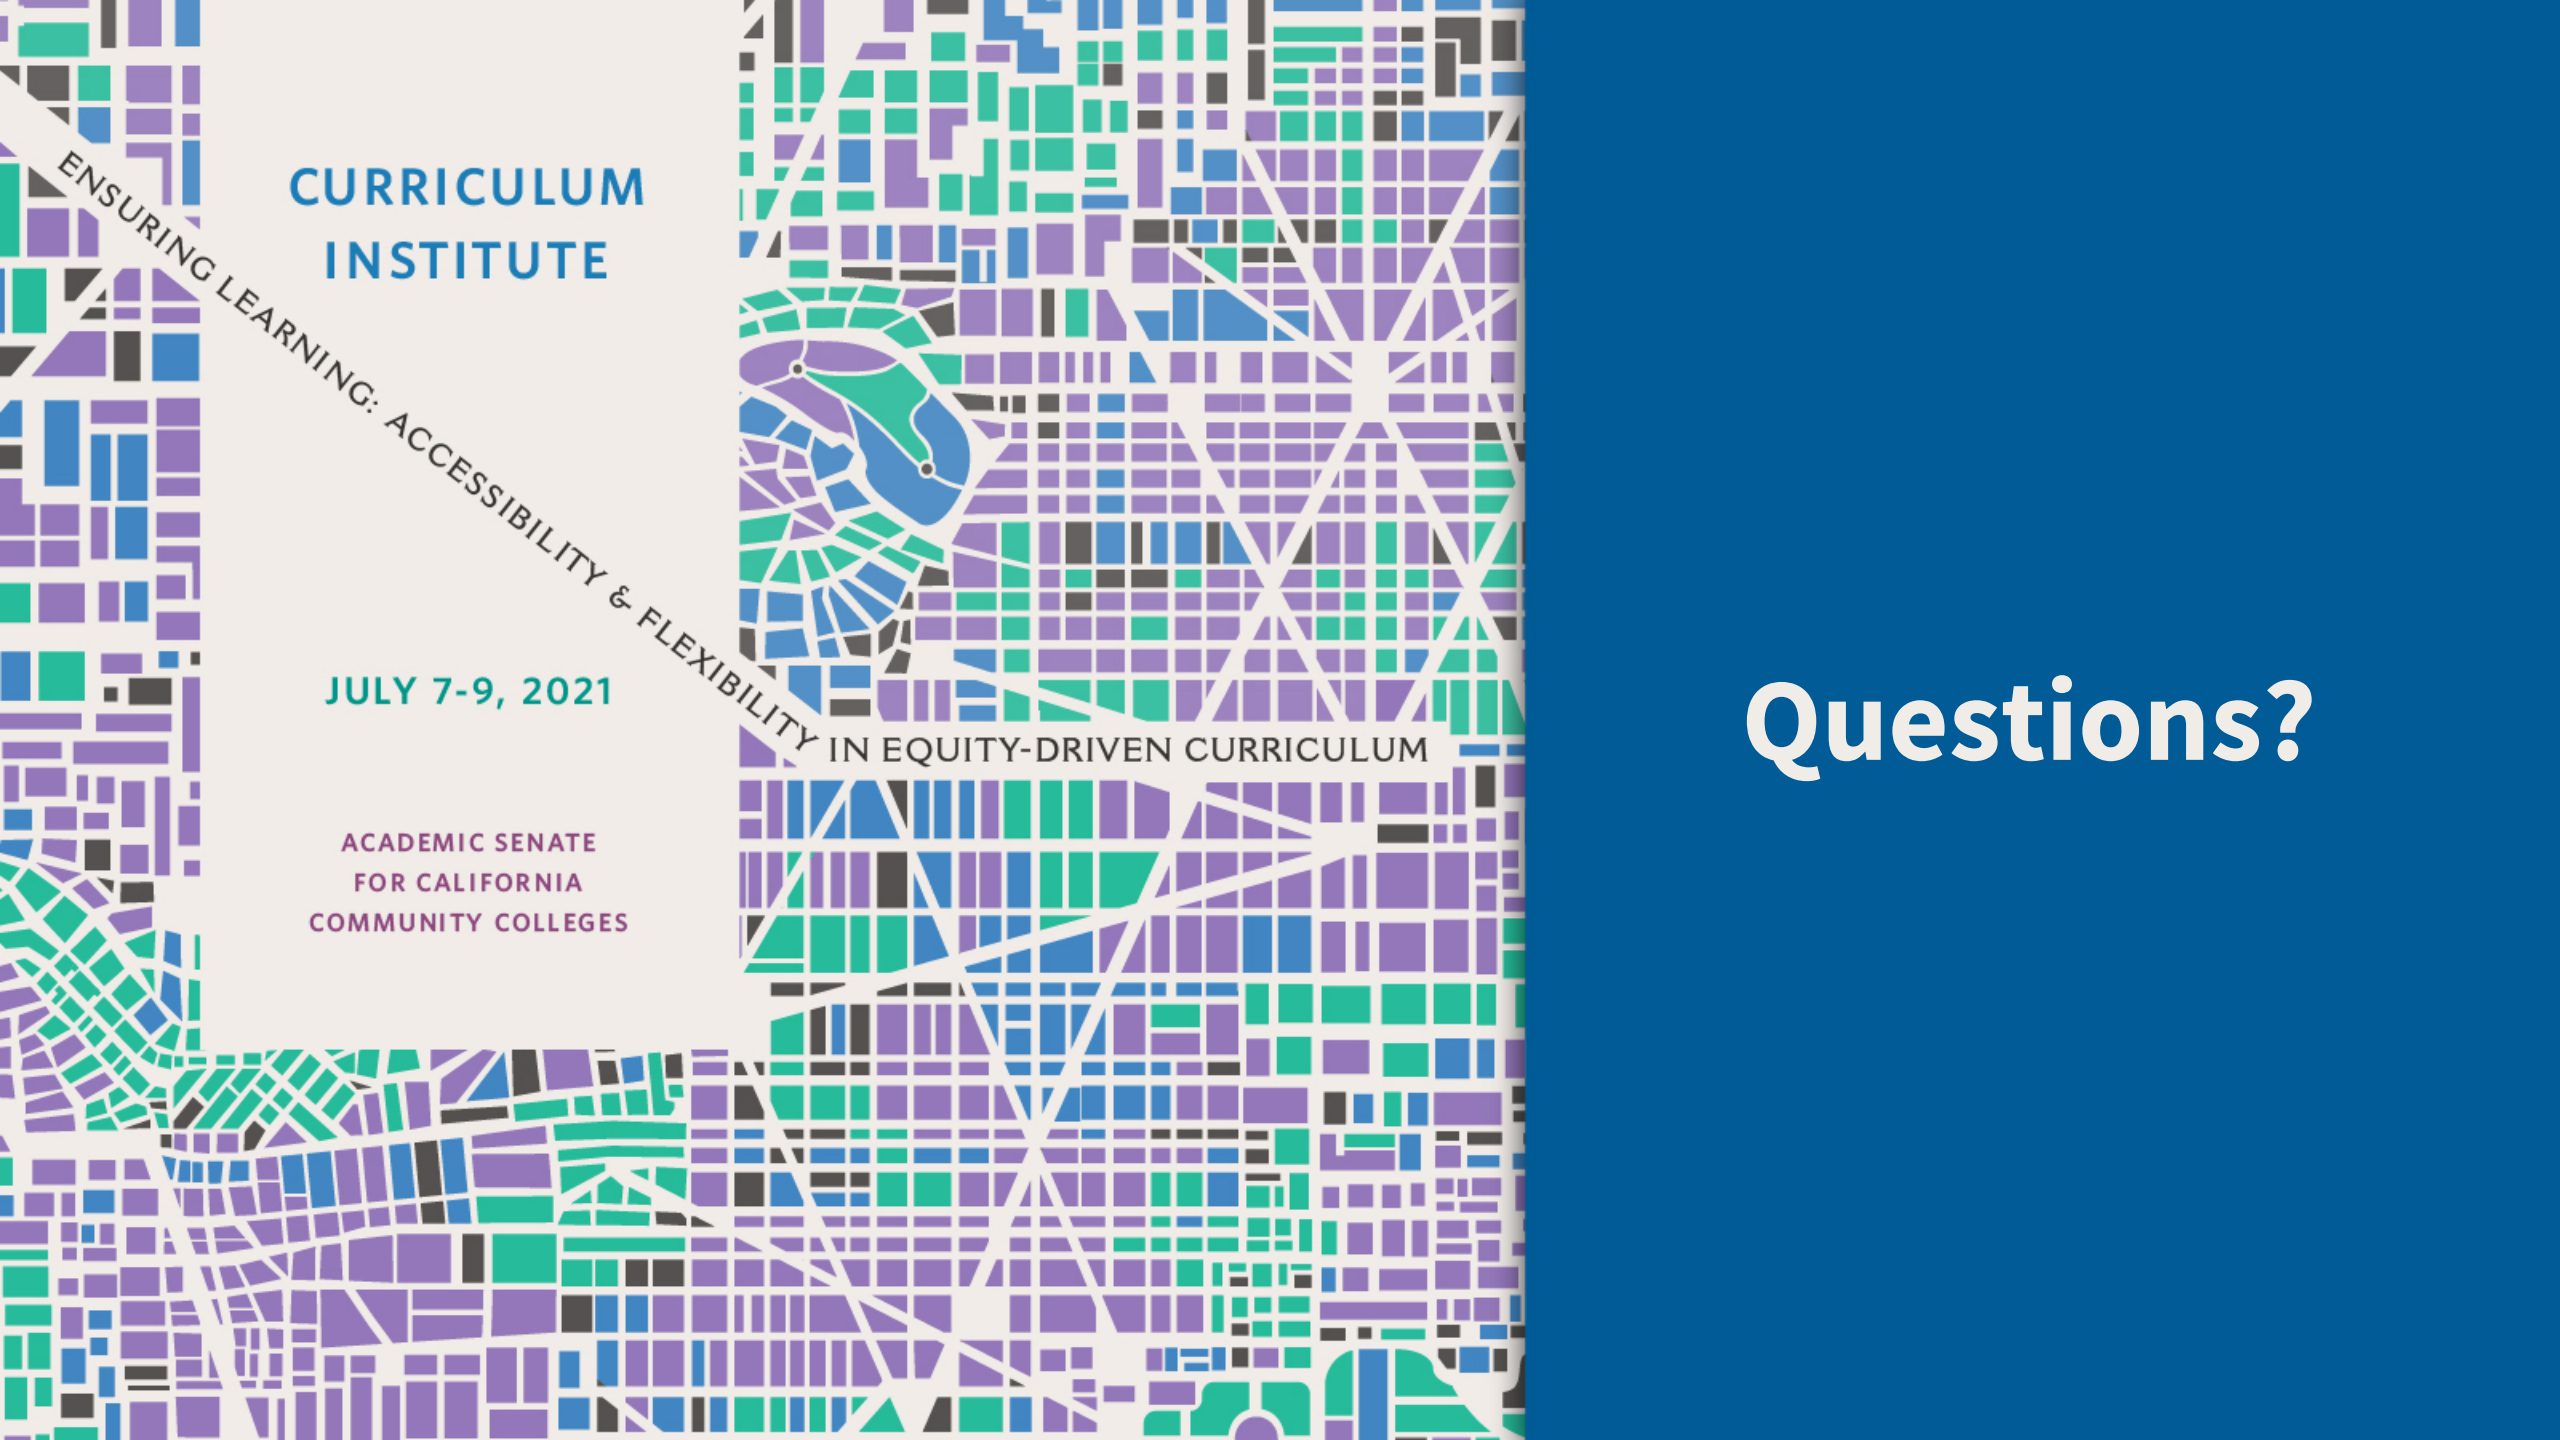 CURRICULUM
INSTITUTE
ENSURING LEARNING: ACCESSIBILITY & FLEXIBILITY
IN EQUITY-DRIVEN CURRICULUM
JULY 7-9, 2021
ACADEMIC SENATE
FOR CALIFORNIA
COMMUNITY COLLEGES
Questions?